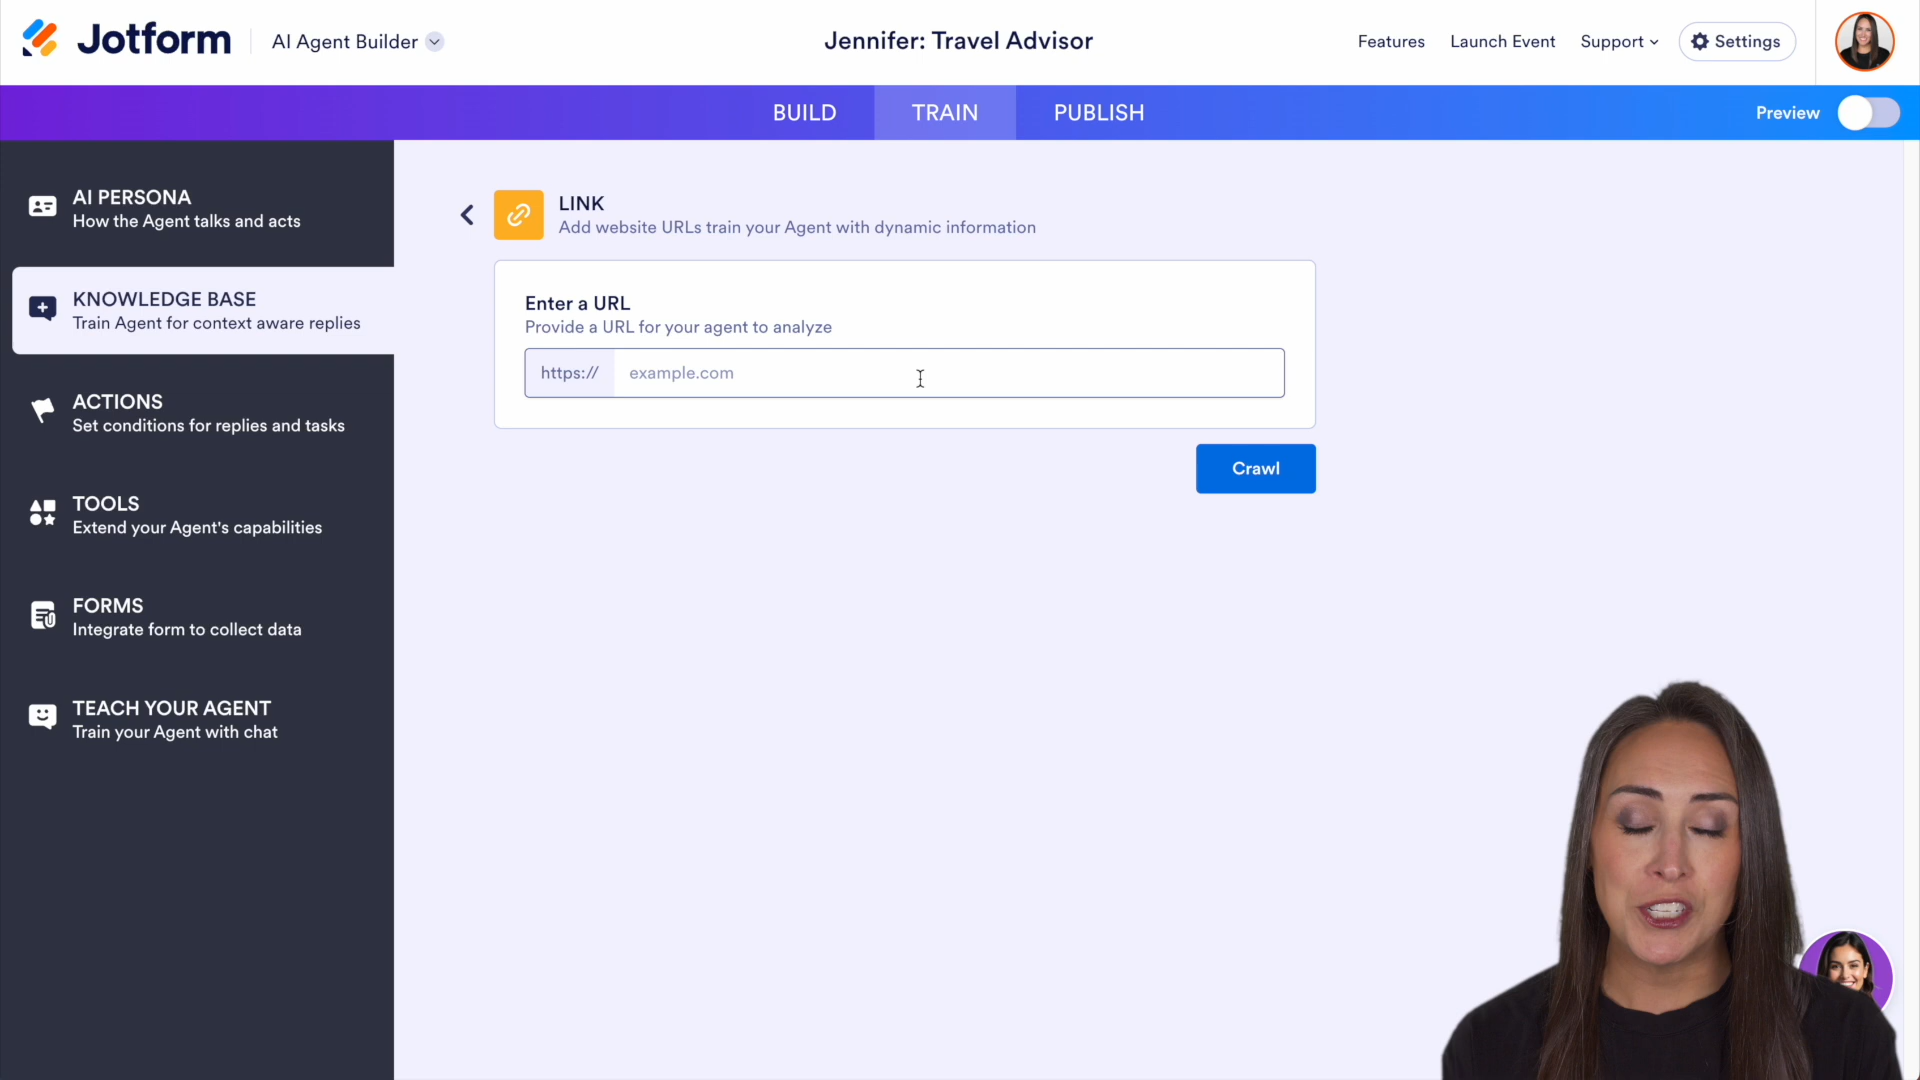 Jotform
AI Agent Builder
Jennifer: Travel Advisor
Features
Launch Event
Support
Settings
BUILD
TRAIN
PUBLISH
Preview
AI PERSONA
How the Agent talks and acts
KNOWLEDGE BASE
Train Agent for context aware replies
ACTIONS
Set conditions for replies and tasks
TOOLS
Extend your Agent's capabilities
FORMS
Integrate form to collect data
TEACH YOUR AGENT
Train your Agent with chat
LINK
Add website URLs train your Agent with dynamic information
Enter a URL
Provide a URL for your agent to analyze
https://
example.com
Crawl